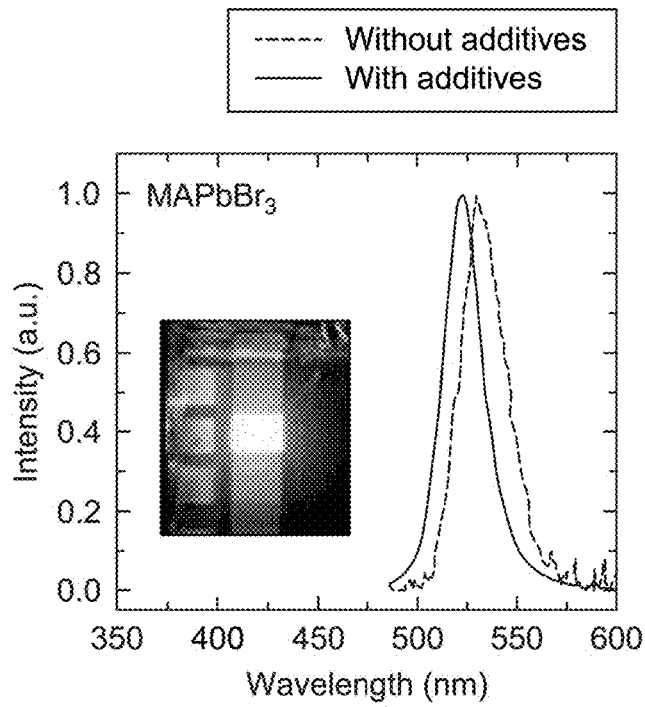 Without additives
With additives
MAPbBr₃
1.0
0.8
0.6
0.4
0.2
0.0
Intensity (a.u.)
350 400 450 500 550 600
Wavelength (nm)